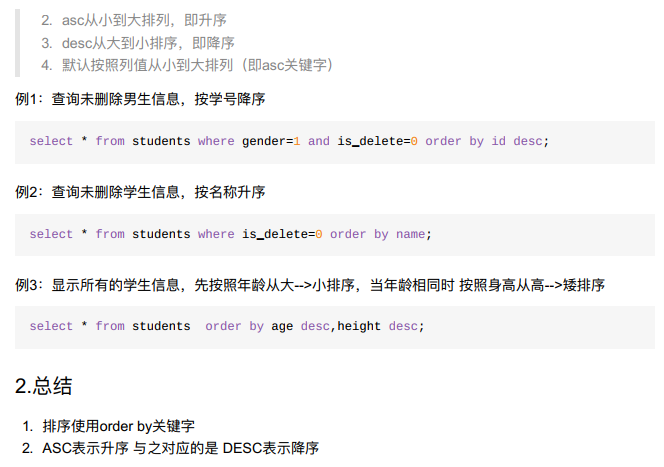 2. asc从小到大排列，即升序
3. desc从大到小排序，即降序
4. 默认按照列值从小到大排列（即asc关键字）
例1：查询未删除男生信息，按学号降序
select * from students where gender=1 and is_delete=0 order by id desc;
例2：查询未删除学生信息，按名称升序
select * from students where is_delete=0 order by name;
例3：显示所有的学生信息，先按照年龄从大-->小排序，当年龄相同时 按照身高从高-->矮排序
select * from students  order by age desc,height desc;
2.总结
1. 排序使用order by关键字
2. ASC表示升序 与之对应的是 DESC表示降序